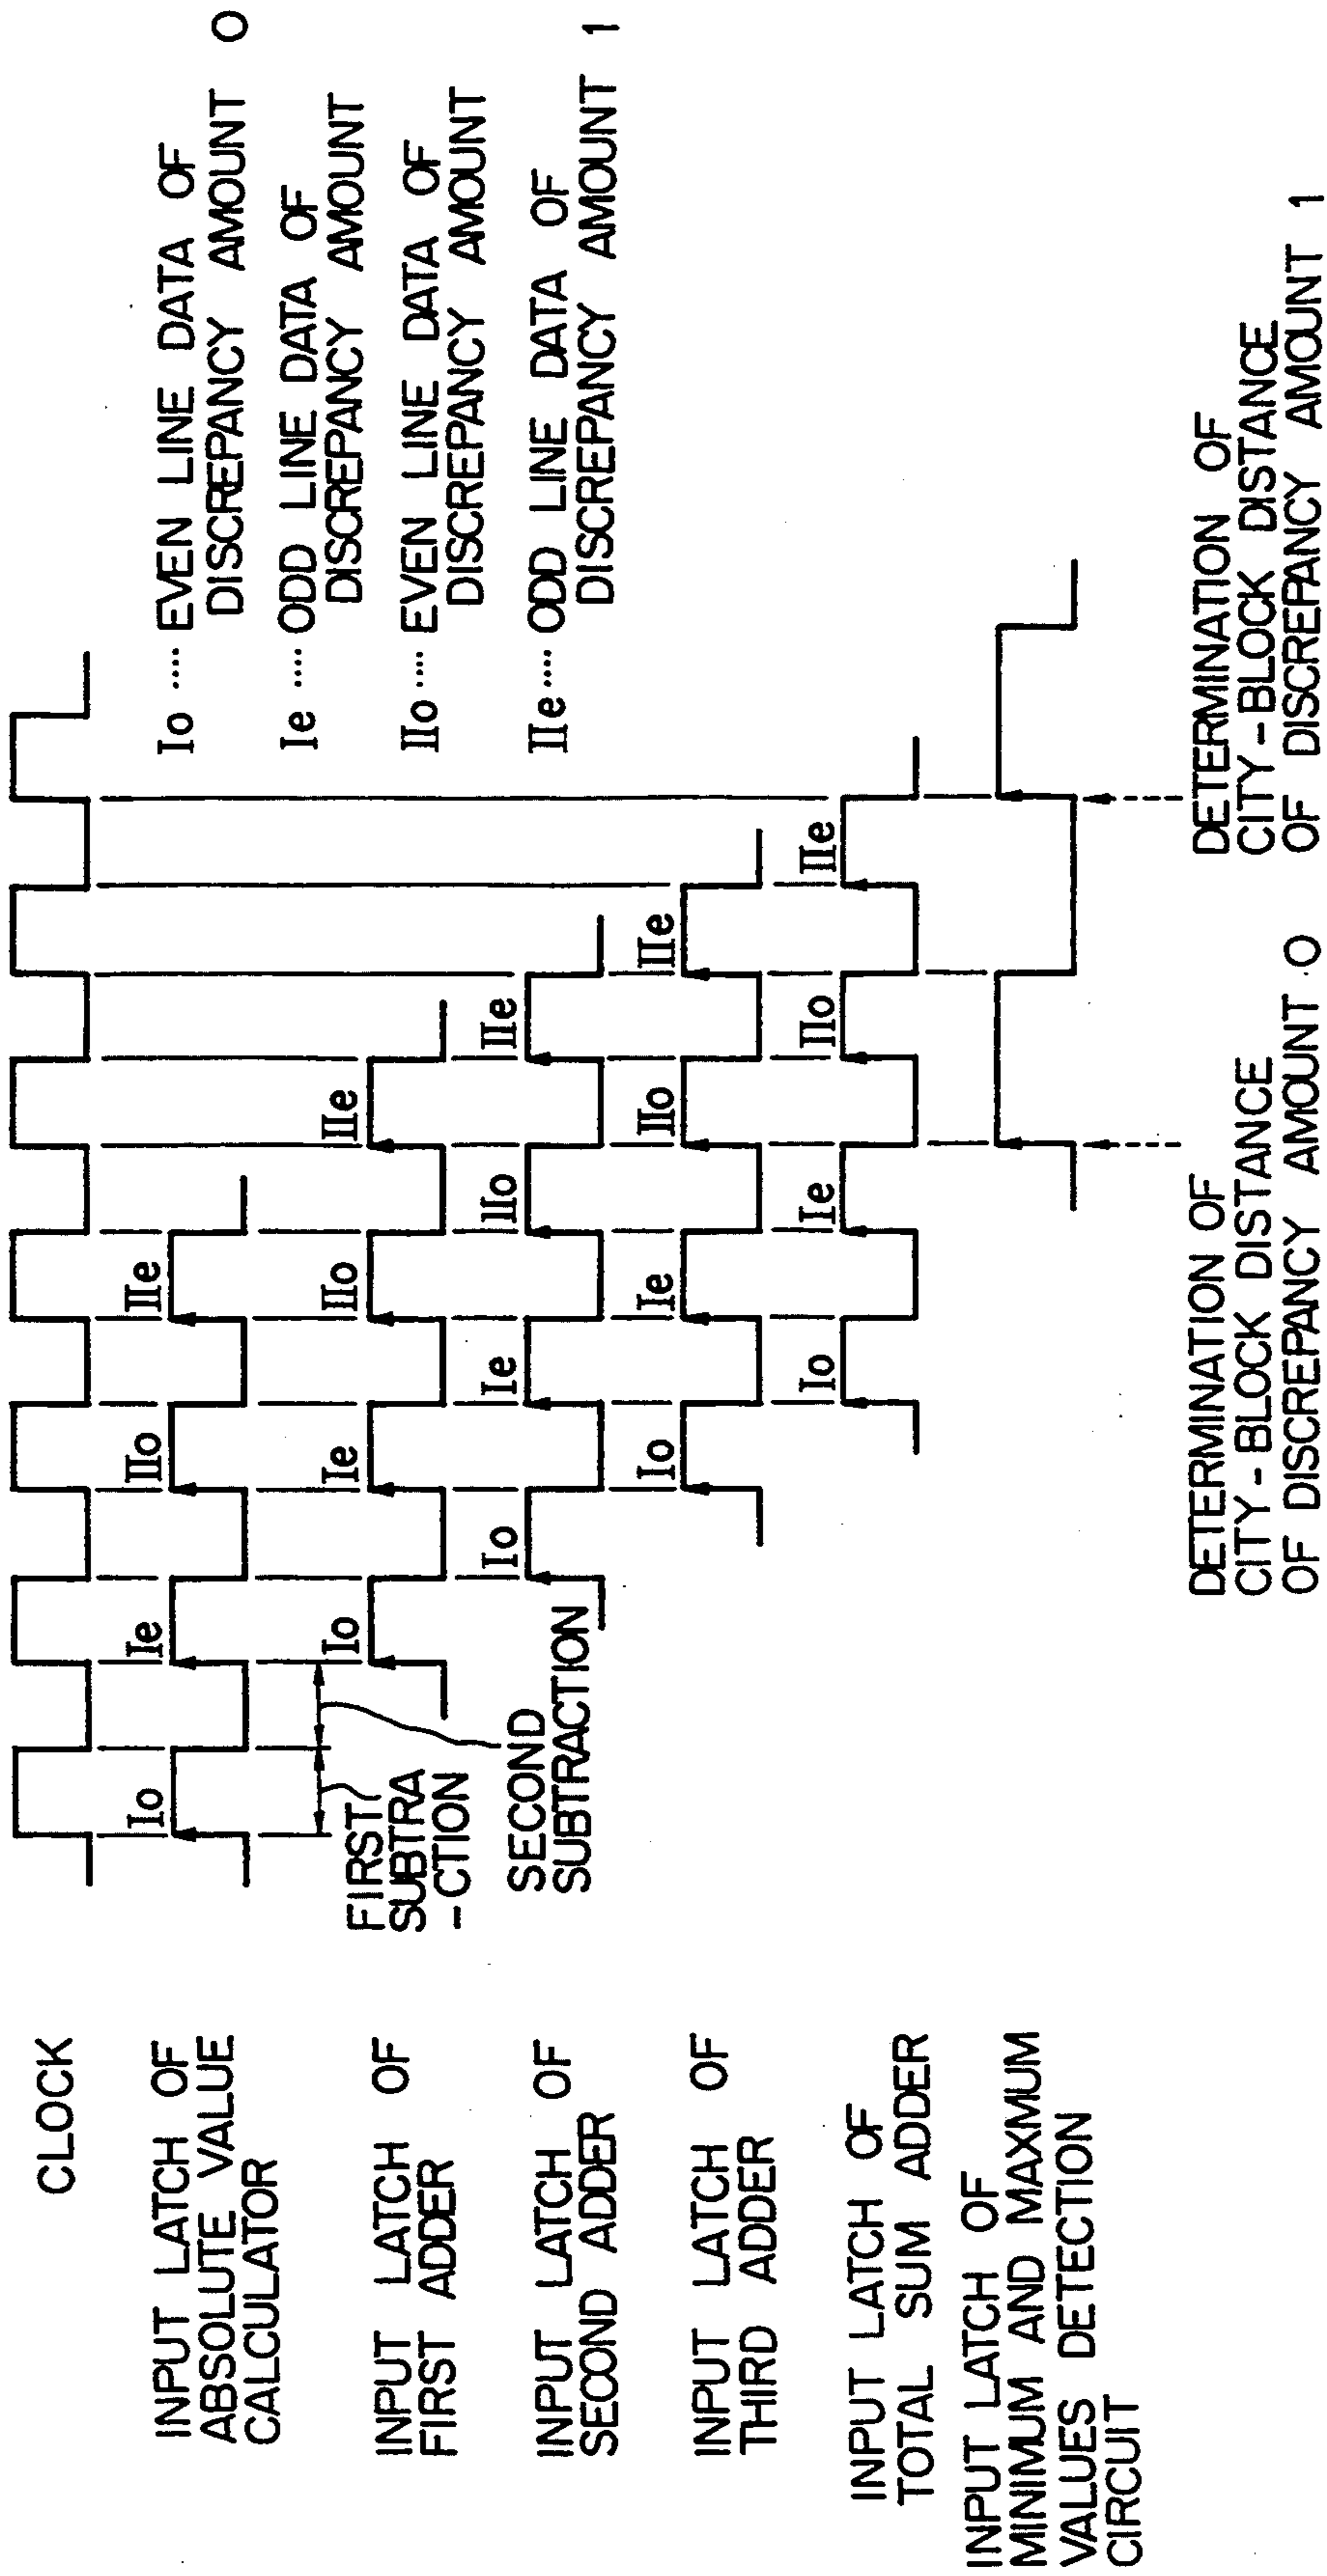 CLOCK
INPUT LATCH OF
ABSOLUTE VALUE
CALCULATOR
Io
Ie
IIo
IIe
FIRST
SUBTRA
-CTION
SECOND
SUBTRACTION
INPUT LATCH OF
FIRST ADDER
Io
Ie
IIo
IIe
INPUT LATCH OF
SECOND ADDER
Io
Ie
IIo
IIe
INPUT LATCH OF
THIRD ADDER
Io
Ie
IIo
IIe
INPUT LATCH OF
TOTAL SUM ADDER
Io
Ie
IIo
IIe
INPUT LATCH OF
MINIMUM AND MAXMUM
VALUES DETECTION
CIRCUIT
DETERMINATION OF
CITY-BLOCK DISTANCE
OF DISCREPANCY AMOUNT 0
DETERMINATION OF
CITY-BLOCK DISTANCE
OF DISCREPANCY AMOUNT 1
Io .... EVEN LINE DATA OF
DISCREPANCY AMOUNT 0
Ie .... ODD LINE DATA OF
DISCREPANCY AMOUNT
IIo .... EVEN LINE DATA OF
DISCREPANCY AMOUNT
IIe .... ODD LINE DATA OF
DISCREPANCY AMOUNT 1